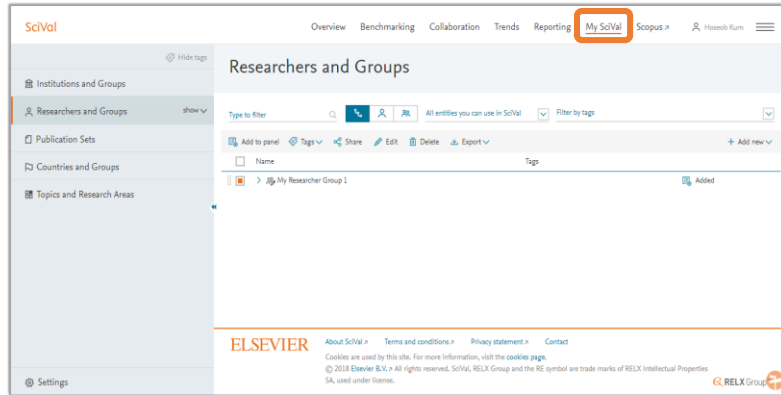 SciVal
Overview Benchmarking Collaboration Trends Reporting My SciVal Scopus Hoseob Kum
Hide tags
Institutions and Groups
Researchers and Groups show
Publication Sets
Countries and Groups
Topics and Research Areas
Settings
Researchers and Groups
Type to filter All entities you can use in SciVal Filter by tags
Add to panel Tags Share Edit Delete Export Add new
Name Tags
My Researcher Group 1 Added
ELSEVIER
About SciVal Terms and conditions Privacy statement Contact
Cookies are used by this site. For more information, visit the cookies page.
© 2018 Elsevier B.V. All rights reserved. SciVal, RELX Group and the RE symbol are trade marks of RELX Intellectual Properties
SA, used under license.
RELX Group